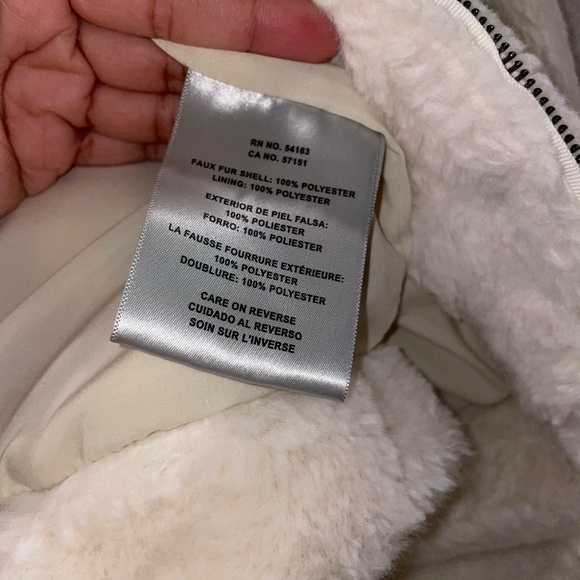 RN NO. 54163
CA NO. 57151
FAUX FUR SHELL: 100% POLYESTER
LINING: 100% POLYESTER
EXTERIOR DE PIEL FALSA:
100% POLIESTER
FORRO: 100% POLIESTER
LA FAUSSE FOURRURE EXTÉRIEURE:
100% POLYESTER
DOUBLURE: 100% POLYESTER
CARE ON REVERSE
CUIDADO AL REVERSO
SOIN SUR L'INVERSE